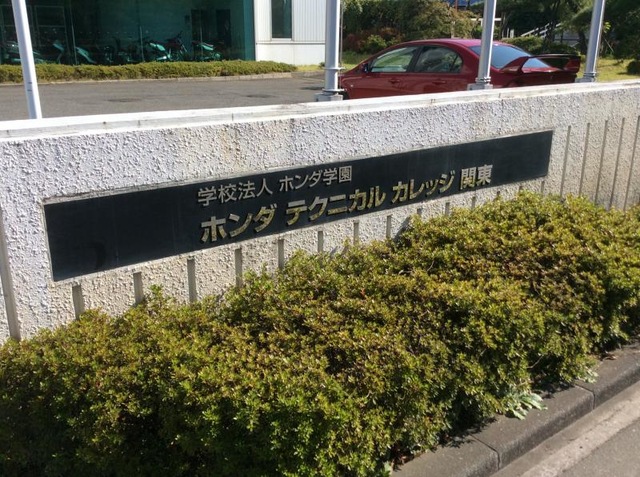 学校法人 ホンダ学園
ホンダ テクニカル カレッジ 関東